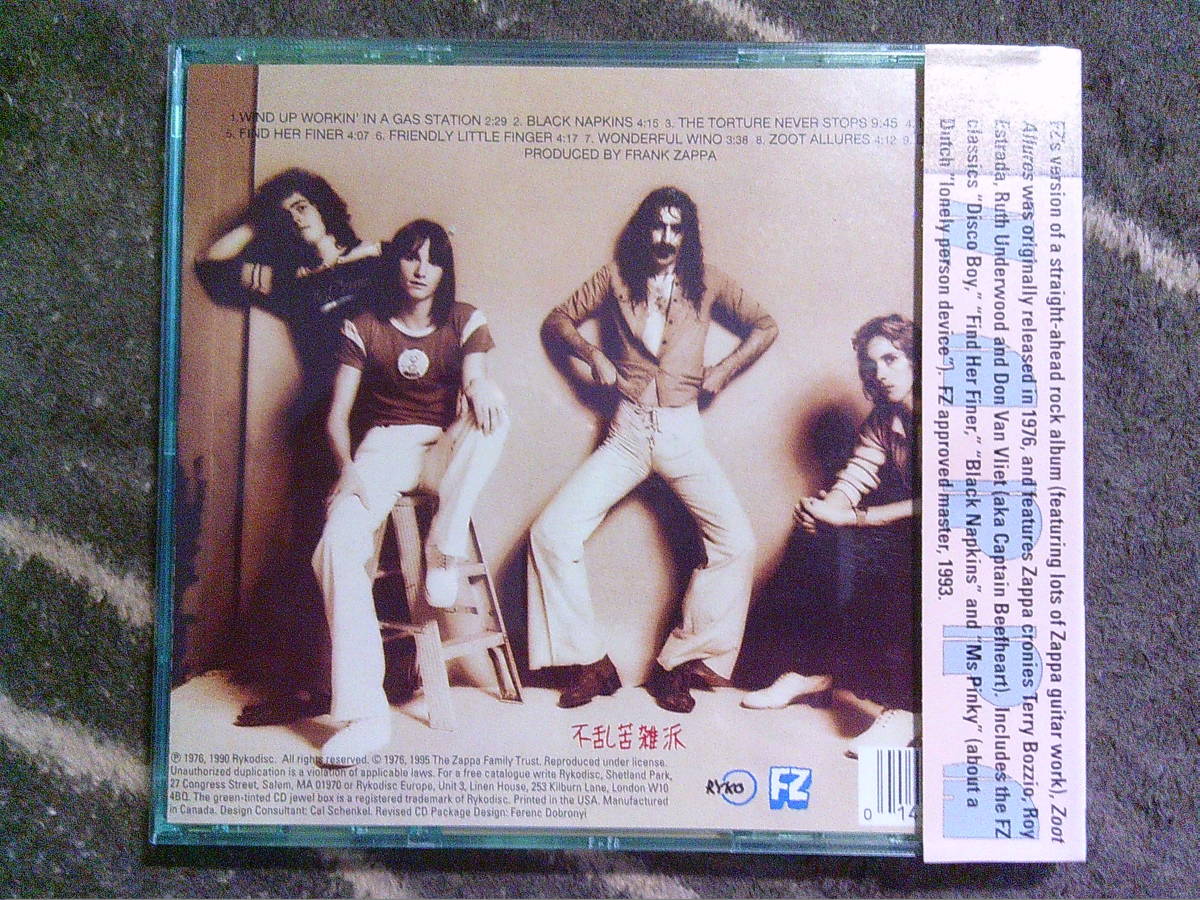 1. WIND UP WORKIN' IN A GAS STATION 2:29 2. BLACK NAPKINS 4:15 3. THE TORTURE NEVER STOPS 9:45 4.
5. FIND HER FINER 4:07 6. FRIENDLY LITTLE FINGER 4:17 7. WONDERFUL WINO 3:38 8. ZOOT ALLURES 4:12 9.
PRODUCED BY FRANK ZAPPA
不乱苦雑派
℗ 1976, 1990 Rykodisc. All rights reserved. © 1976, 1995 The Zappa Family Trust. Reproduced under license.
Unauthorized duplication is a violation of applicable laws. For a free catalogue write Rykodisc, Shetland Park,
27 Congress Street, Salem, MA 01970 or Rykodisc Europe, Unit 3, Linen House, 253 Kilburn Lane, London W10
4BQ. The green-tinted CD jewel box is a registered trademark of Rykodisc. Printed in the USA. Manufactured
in Canada. Design Consultant: Cal Schenkel. Revised CD Package Design: Ferenc Dobronyi
RYKO
FZ
0 14
FZ's version of a straight-ahead rock album (featuring lots of Zappa guitar work), Zoot
Allures was originally released in 1976, and features Zappa cronies Terry Bozzio, Roy
Estrada, Ruth Underwood and Don Van Vliet (aka Captain Beefheart). Includes the FZ
classics "Disco Boy," "Find Her Finer," "Black Napkins" and "Ms Pinky" (about a
Dutch "lonely person device"). FZ approved master, 1993.
ZAPPA